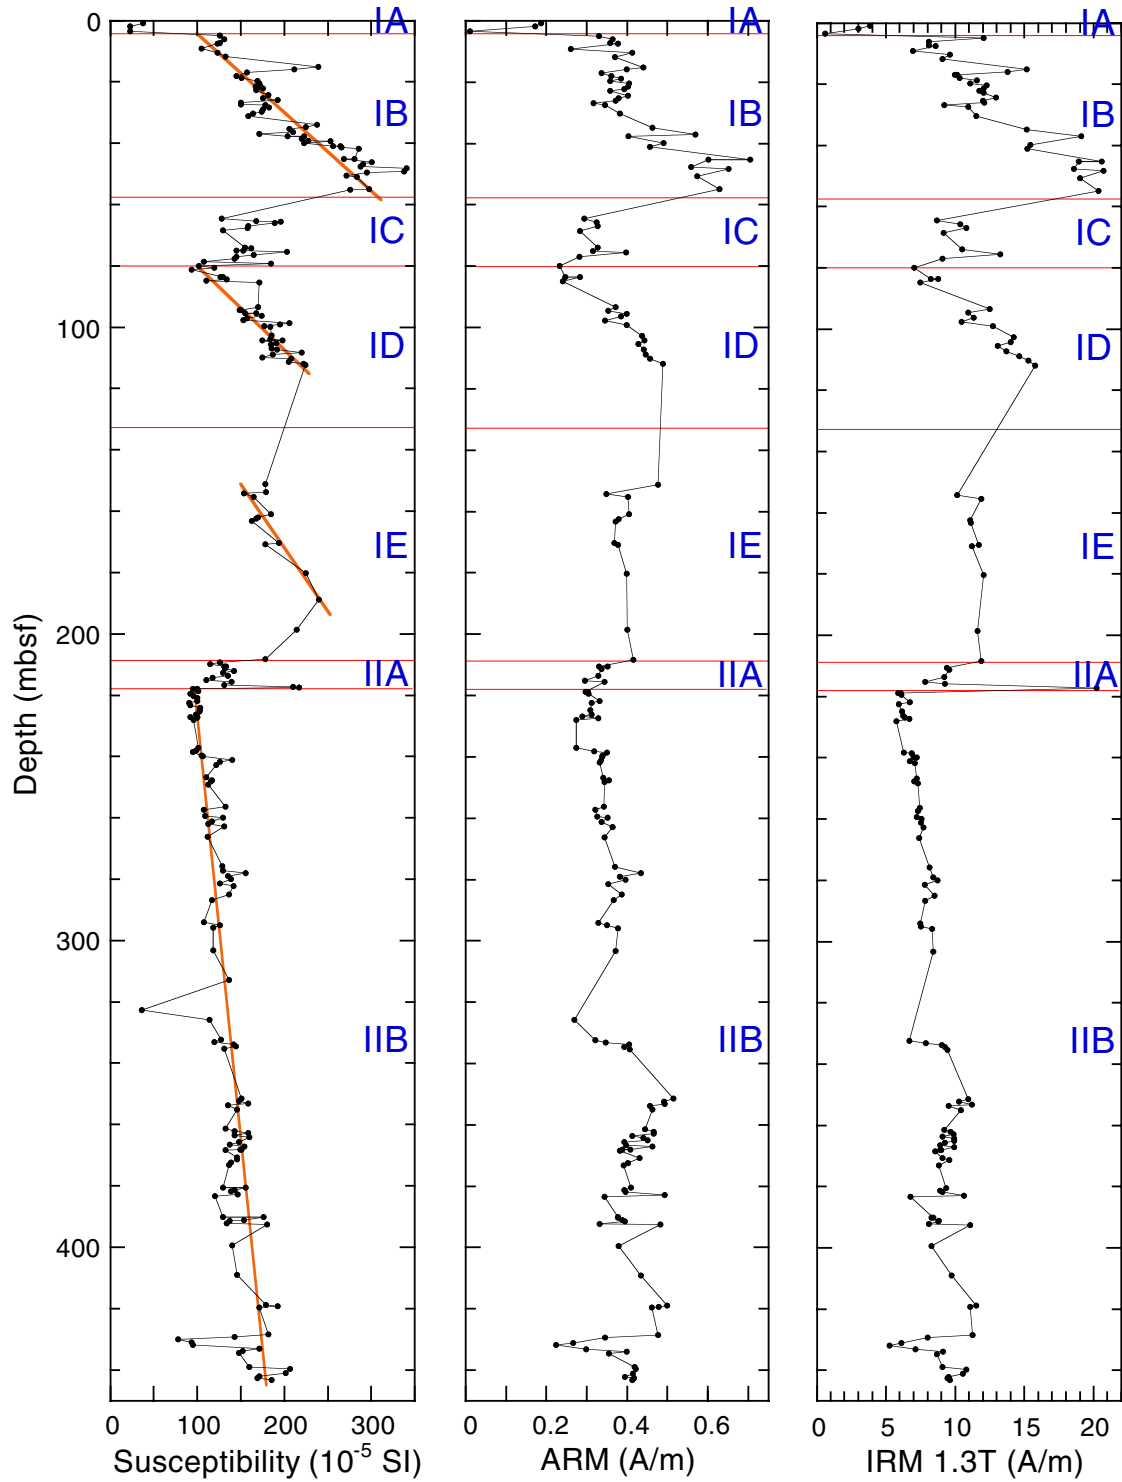 0
100
200
300
400
Depth (mbsf)
IA
IB
IC
ID
IE
IIA
IIB
0
100
200
300
Susceptibility (10⁻⁵ SI)
IA
IB
IC
ID
IE
IIA
IIB
0
0.2
0.4
0.6
ARM (A/m)
IA
IB
IC
ID
IE
IIA
IIB
0
5
10
15
20
IRM 1.3T (A/m)